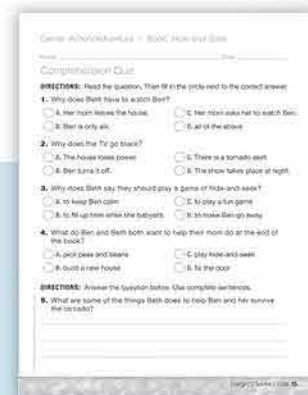 Genre: Action/Adventure • Book: Hide and Seek
Name Date
Comprehension Quiz
DIRECTIONS: Read the question. Then fill in the circle next to the correct answer.
1. Why does Beth have to watch Ben?
A. Her mom leaves the house. C. Her mom asks her to watch Ben.
B. Ben is only six. D. all of the above
2. Why does the TV go black?
A. The house loses power. C. There is a tornado alert.
B. Ben turns it off. D. The show takes place at night.
3. Why does Beth say they should play a game of hide-and-seek?
A. to keep Ben calm C. to play a fun game
B. to fill up time while she babysits D. to make Ben go away
4. What do Ben and Beth both want to help their mom do at the end of
the book?
A. pick peas and beans C. play hide-and-seek
B. build a new house D. fix the door
DIRECTIONS: Answer the question below. Use complete sentences.
5. What are some of the things Beth does to help Ben and her survive
the tornado?